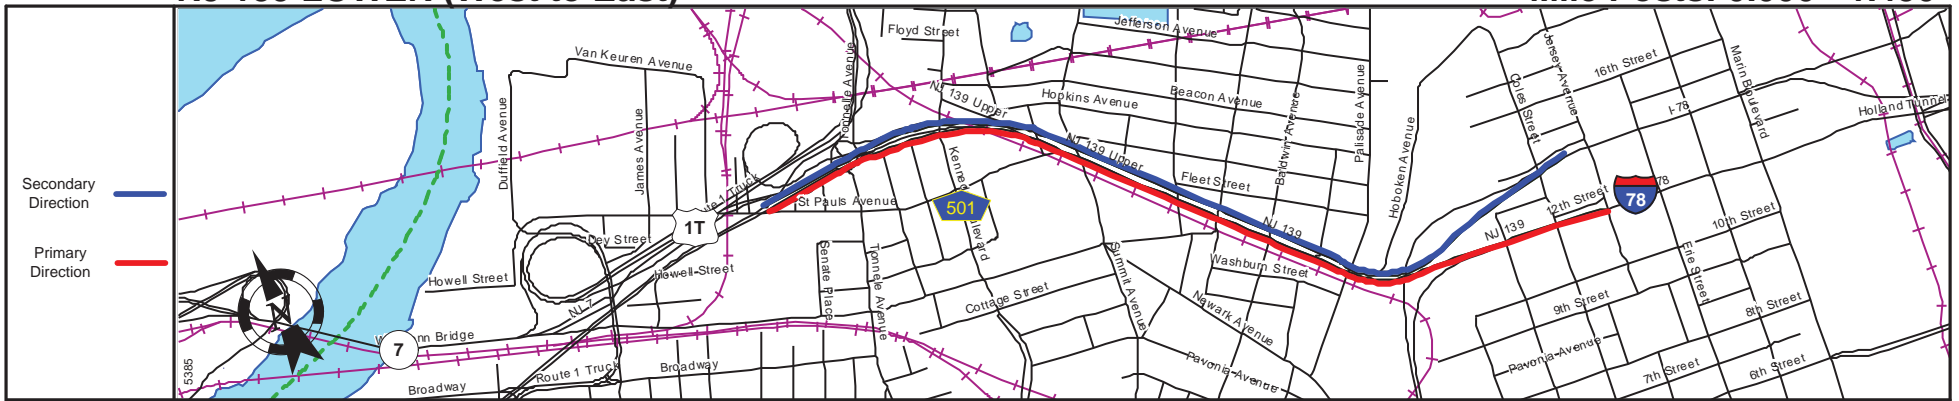 Secondary
Direction
Primary
Direction
5385
Van Keuren Avenue
Duffield Avenue
James Avenue
Dey Street
Howell Street
Howell Street
NJ 7
7
Broadway
Route 1 Truck
Broadway
1T
St Pauls Avenue
Senate Place
Tonnele Avenue
Cottage Street
501
Floyd Street
NJ 139 Upper
Hopkins Avenue
Jefferson Avenue
Beacon Avenue
NJ 139 Upper
Fleet Street
Baldwin Avenue
Palisade Avenue
NJ 139
Washburn Street
Summit Avenue
Newark Avenue
Pavonia Avenue
Hoboken Avenue
Coles Street
Jersey Avenue
16th Street
I-78
Marin Boulevard
Holland Tunnel
12th Street
78
78
NJ 139
10th Street
Erie Street
9th Street
8th Street
Pavonia Avenue
7th Street
6th Street